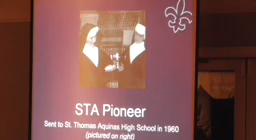 STA Pioneer
Sent to St. Thomas Aquinas High School in 1960
(pictured on right)